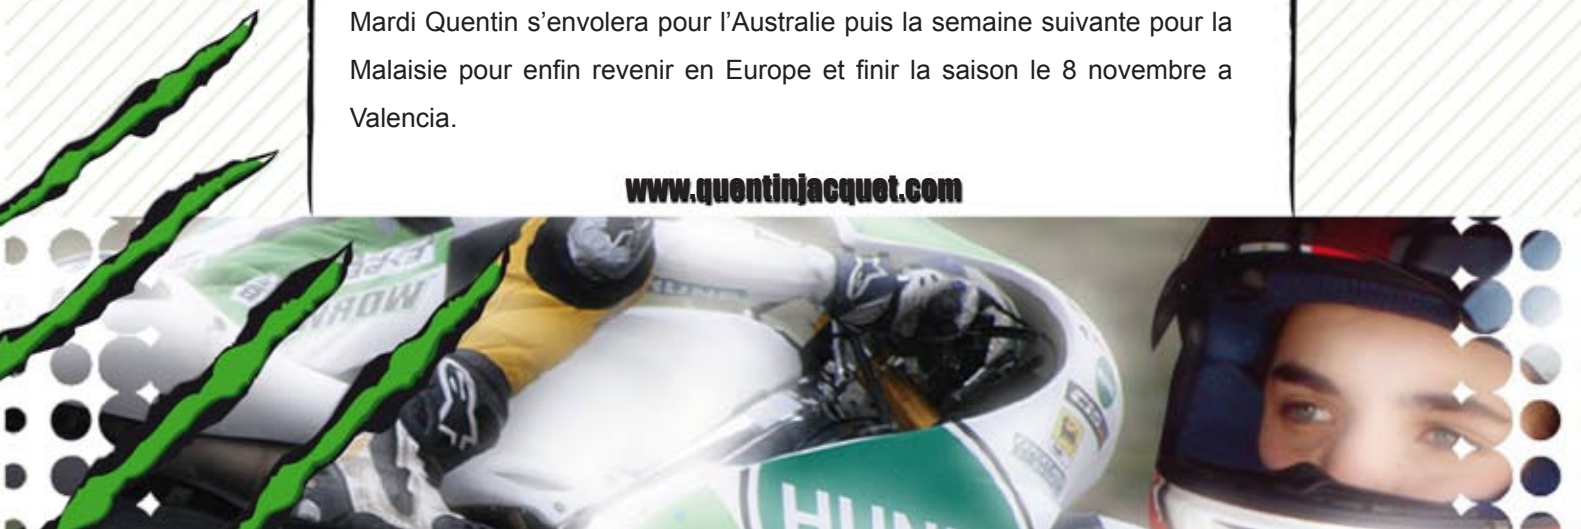 Mardi Quentin s’envolera pour l’Australie puis la semaine suivante pour la
Malaisie pour enfin revenir en Europe et finir la saison le 8 novembre a
Valencia.
www.quentinjacquet.com